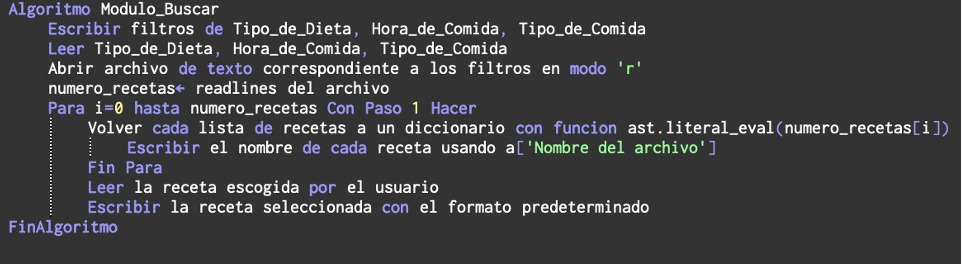 Algoritmo Modulo_Buscar
Escribir filtros de Tipo_de_Dieta, Hora_de_Comida, Tipo_de_Comida
Leer Tipo_de_Dieta, Hora_de_Comida, Tipo_de_Comida
Abrir archivo de texto correspondiente a los filtros en modo 'r'
numero_recetas← readlines del archivo
Para i=0 hasta numero_recetas Con Paso 1 Hacer
Volver cada lista de recetas a un diccionario con funcion ast.literal_eval(numero_recetas[i])
Escribir el nombre de cada receta usando a['Nombre del archivo']
Fin Para
Leer la receta escogida por el usuario
Escribir la receta seleccionada con el formato predeterminado
FinAlgoritmo